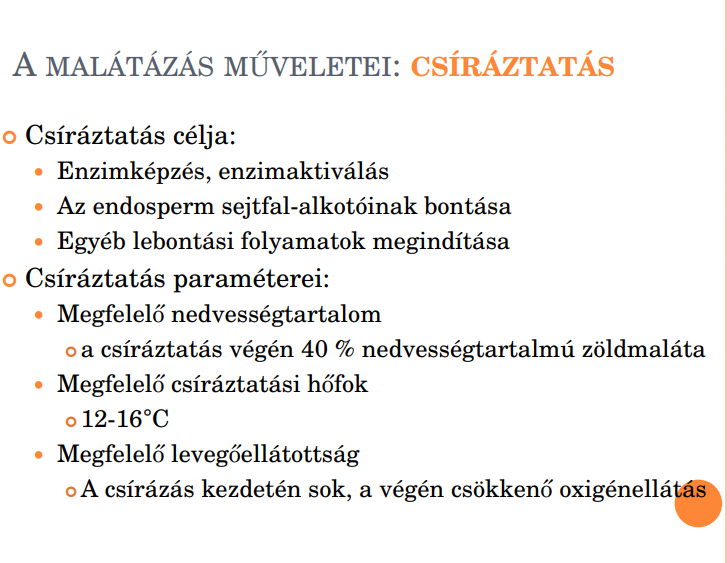 A MALÁTÁZÁS MŰVELETEI: CSÍRÁZTATÁS
Csíráztatás célja:
Enzimképzés, enzimaktiválás
Az endosperm sejtfal-alkotóinak bontása
Egyéb lebontási folyamatok megindítása
Csíráztatás paraméterei:
Megfelelő nedvességtartalom
a csíráztatás végén 40 % nedvességtartalmú zöldmaláta
Megfelelő csíráztatási hőfok
12-16°C
Megfelelő levegőellátottság
A csírázás kezdetén sok, a végén csökkenő oxigénellátás